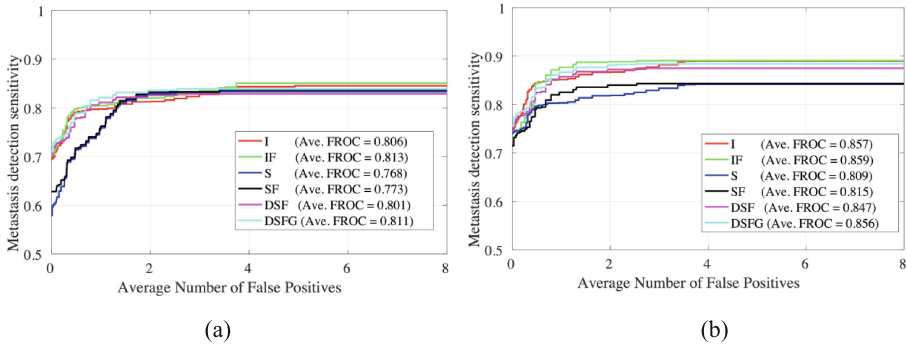 1
0.9
0.8
0.7
0.6
0.5
Metastasis detection sensitivity
I (Ave. FROC = 0.806)
IF (Ave. FROC = 0.813)
S (Ave. FROC = 0.768)
SF (Ave. FROC = 0.773)
DSF (Ave. FROC = 0.801)
DSFG (Ave. FROC = 0.811)
0 2 4 6 8
Average Number of False Positives
(a)
1
0.9
0.8
0.7
0.6
0.5
Metastasis detection sensitivity
I (Ave. FROC = 0.857)
IF (Ave. FROC = 0.859)
S (Ave. FROC = 0.809)
SF (Ave. FROC = 0.815)
DSF (Ave. FROC = 0.847)
DSFG (Ave. FROC = 0.856)
0 2 4 6 8
Average Number of False Positives
(b)